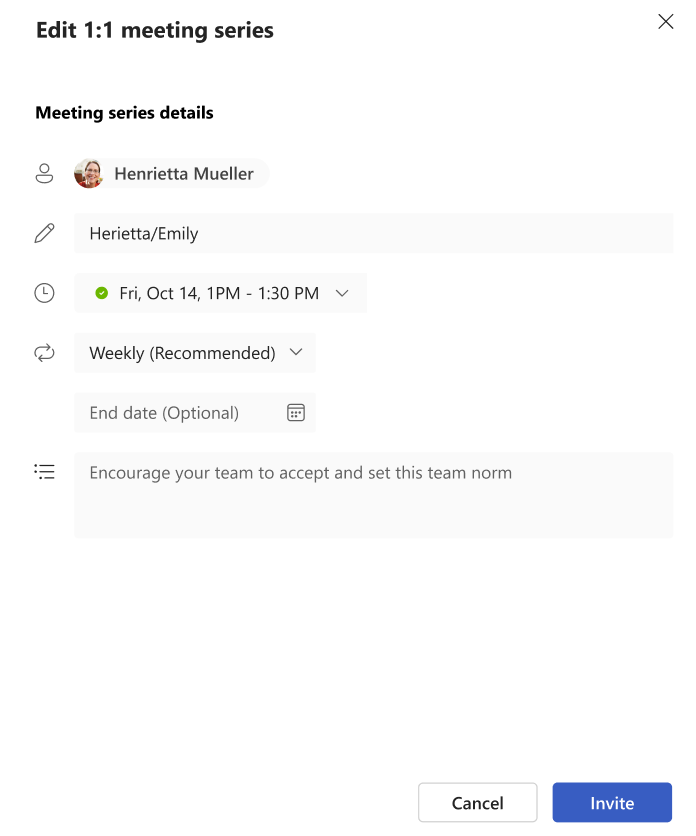 Edit 1:1 meeting series
Meeting series details
Henrietta Mueller
Herietta/Emily
Fri, Oct 14, 1PM - 1:30 PM
Weekly (Recommended)
End date (Optional)
Encourage your team to accept and set this team norm
Cancel
Invite